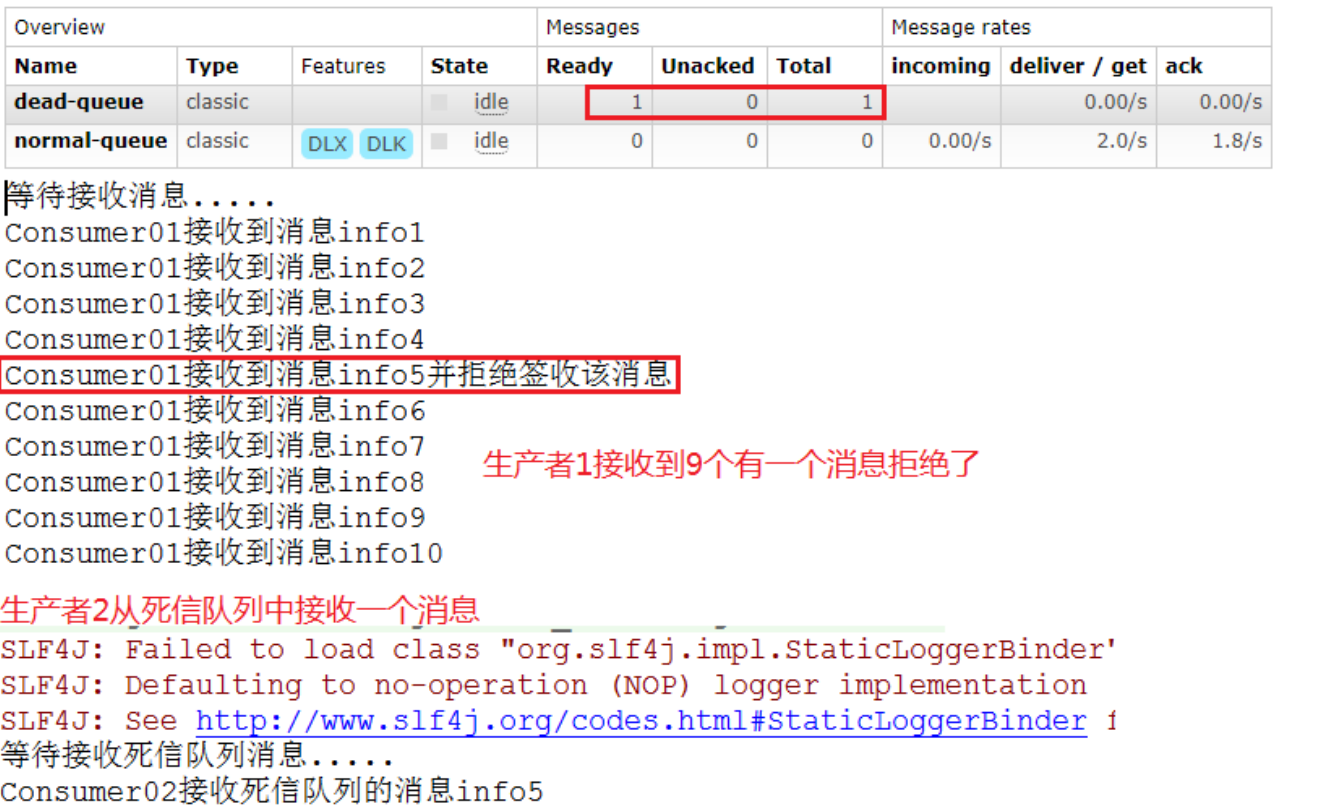 Overview Messages Message rates
Name Type Features State Ready Unacked Total incoming deliver / get ack
dead-queue classic idle 1 0 1 0.00/s 0.00/s
normal-queue classic DLX DLK idle 0 0 0 0.00/s 2.0/s 1.8/s
等待接收消息.....
Consumer01接收到消息info1
Consumer01接收到消息info2
Consumer01接收到消息info3
Consumer01接收到消息info4
Consumer01接收到消息info5并拒绝签收该消息
Consumer01接收到消息info6
Consumer01接收到消息info7
生产者1接收到9个有一个消息拒绝了
Consumer01接收到消息info8
Consumer01接收到消息info9
Consumer01接收到消息info10
生产者2从死信队列中接收一个消息
SLF4J: Failed to load class "org.slf4j.impl.StaticLoggerBinder"
SLF4J: Defaulting to no-operation (NOP) logger implementation
SLF4J: See http://www.slf4j.org/codes.html#StaticLoggerBinder f
等待接收死信队列消息.....
Consumer02接收死信队列的消息info5